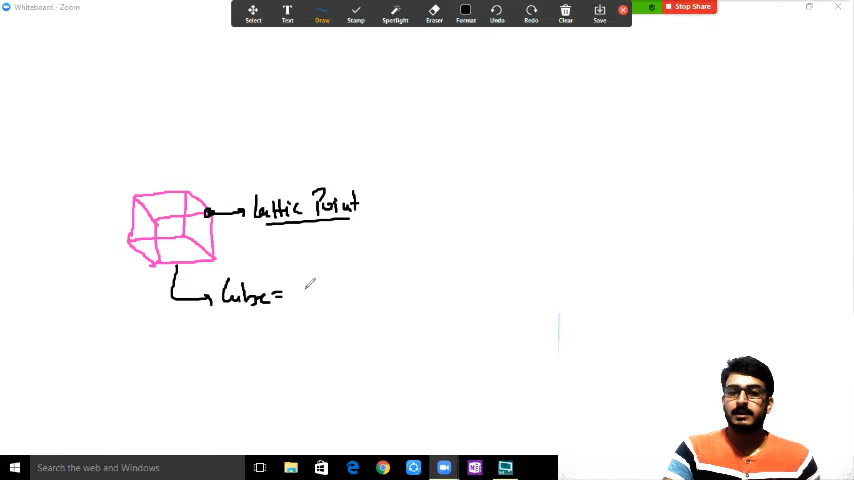 Whiteboard - Zoom
Select Text Draw Stamp Spotlight Eraser Format Undo Redo Clear Save
Stop Share
Lattic Point
Cube =
Search the web and Windows